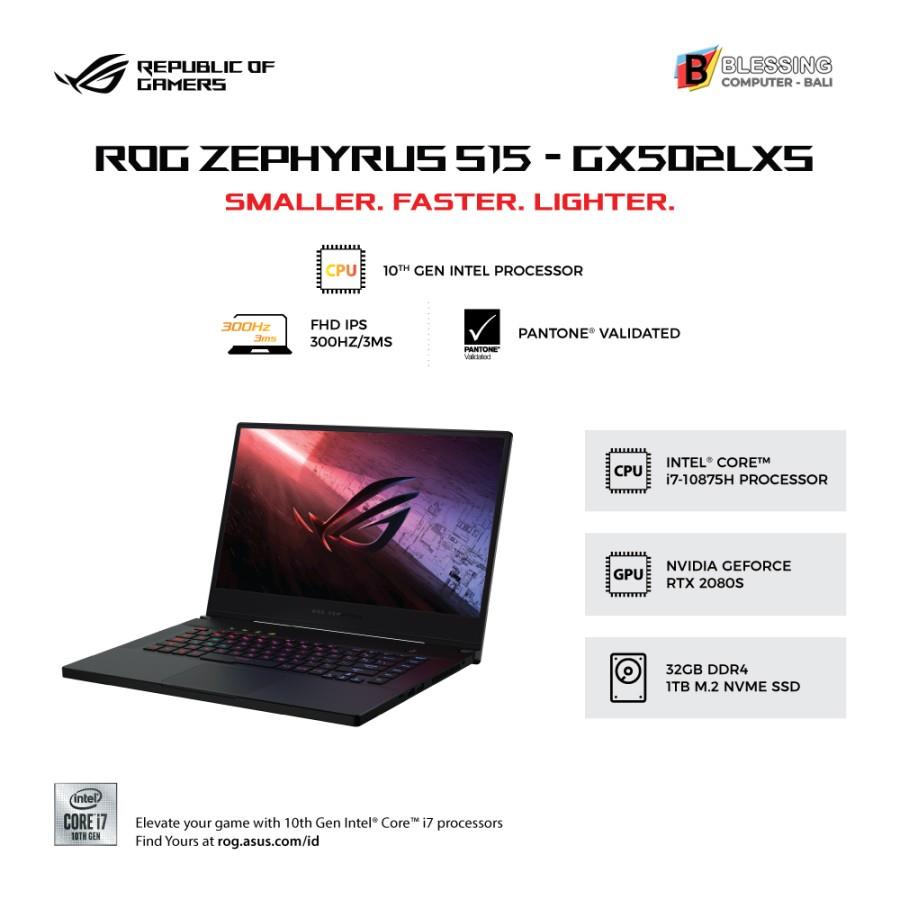 REPUBLIC OF
GAMERS
B BLESSING
COMPUTER - BALI
ROG ZEPHYRUS S15 - GX502LXS
SMALLER. FASTER. LIGHTER.
CPU
10TH GEN INTEL PROCESSOR
300Hz
3ms
FHD IPS
300HZ/3MS
PANTONE®
Validated
PANTONE® VALIDATED
CPU
INTEL® CORE™
i7-10875H PROCESSOR
GPU
NVIDIA GEFORCE
RTX 2080S
32GB DDR4
1TB M.2 NVME SSD
intel
CORE i7
10TH GEN
Elevate your game with 10th Gen Intel® Core™ i7 processors
Find Yours at rog.asus.com/id